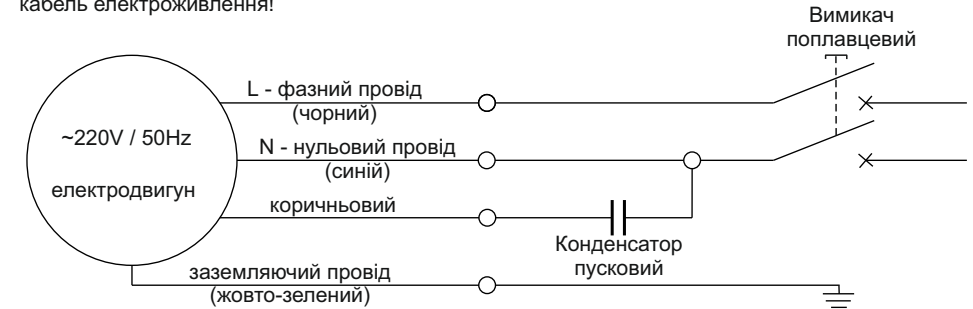 кабель електроживлення!
Вимикач
поплавцевий
L - фазний провід
(чорний)
~220V / 50Hz
N - нульовий провід
(синій)
електродвигун
коричньовий
Конденсатор
пусковий
заземляючий провід
(жовто-зелений)